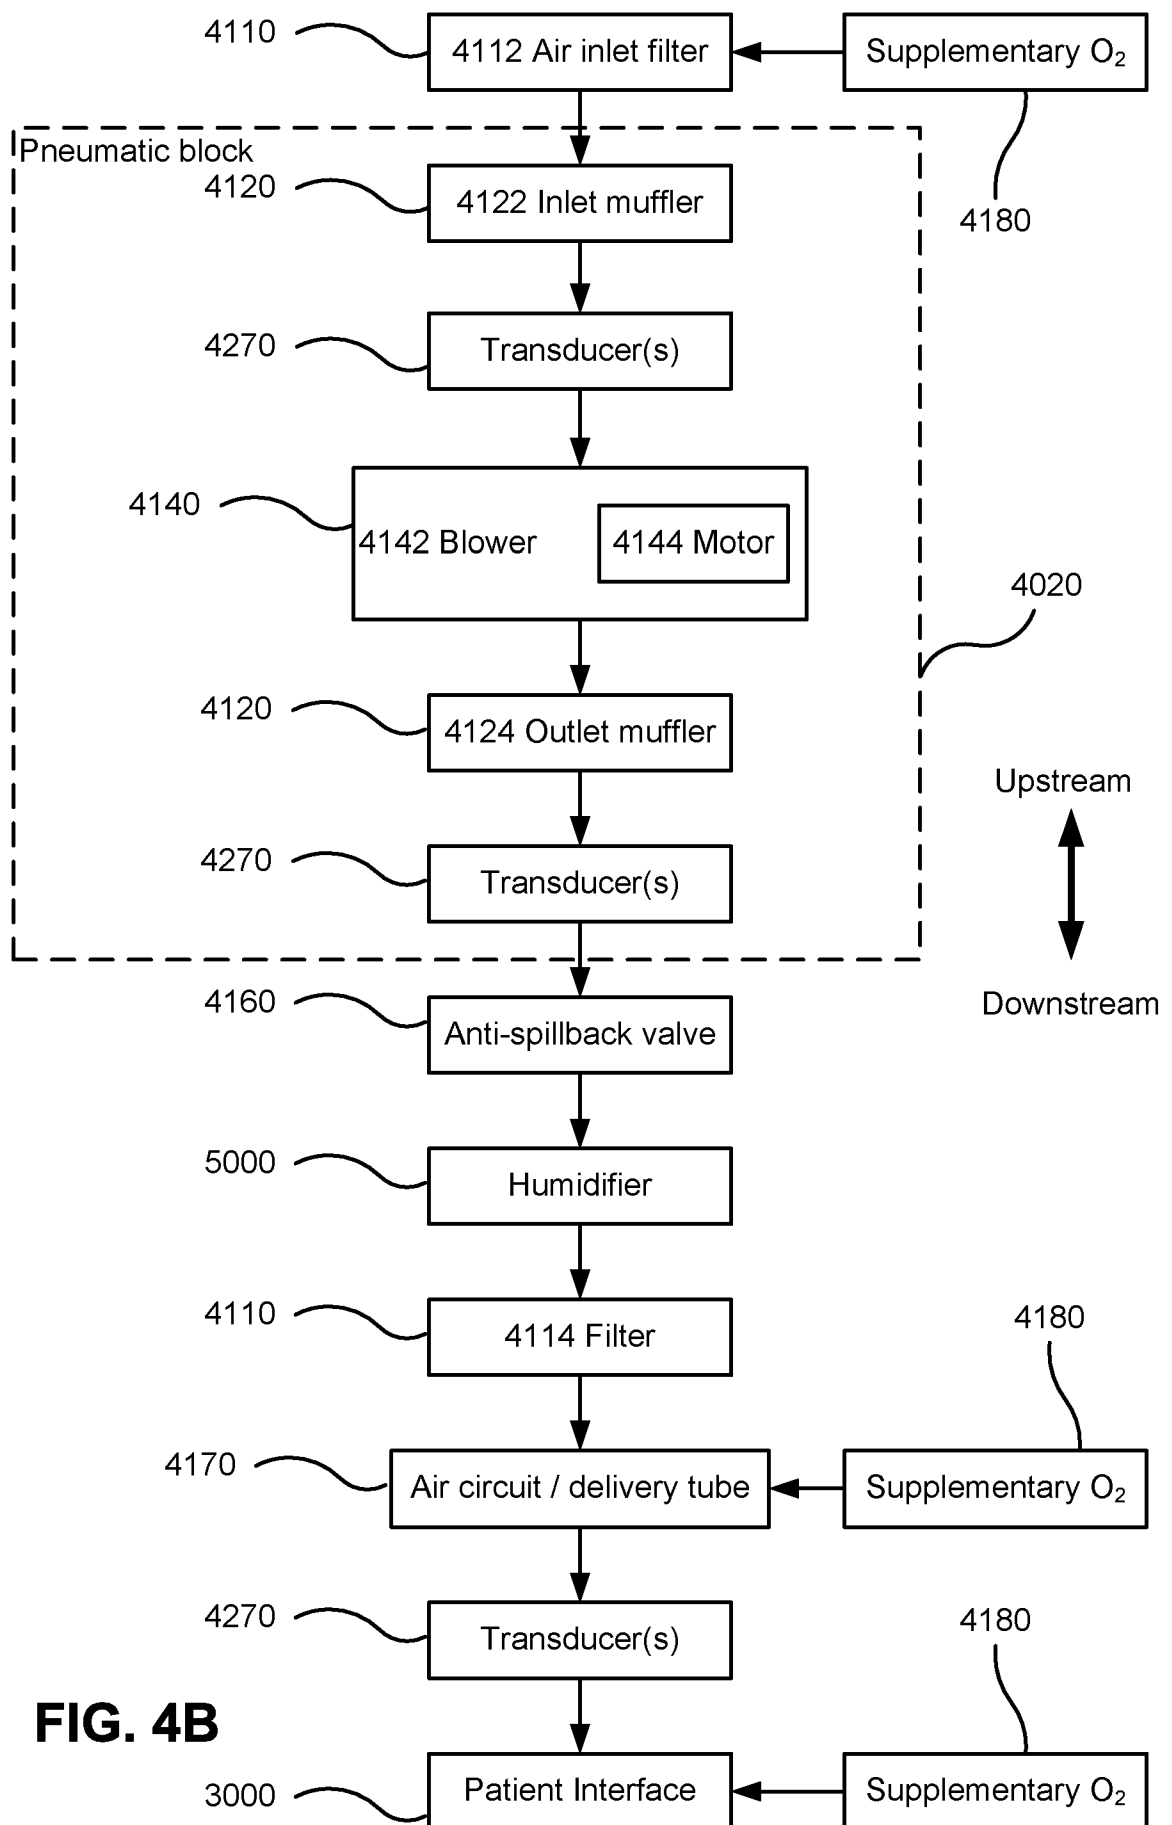 4110
4112 Air inlet filter
Supplementary O₂
Pneumatic block
4120
4122 Inlet muffler
4180
4270
Transducer(s)
4140
4142 Blower
4144 Motor
4020
4120
4124 Outlet muffler
Upstream
4270
Transducer(s)
Downstream
4160
Anti-spillback valve
5000
Humidifier
4110
4114 Filter
4180
4170
Air circuit / delivery tube
Supplementary O₂
4270
Transducer(s)
4180
FIG. 4B
3000
Patient Interface
Supplementary O₂